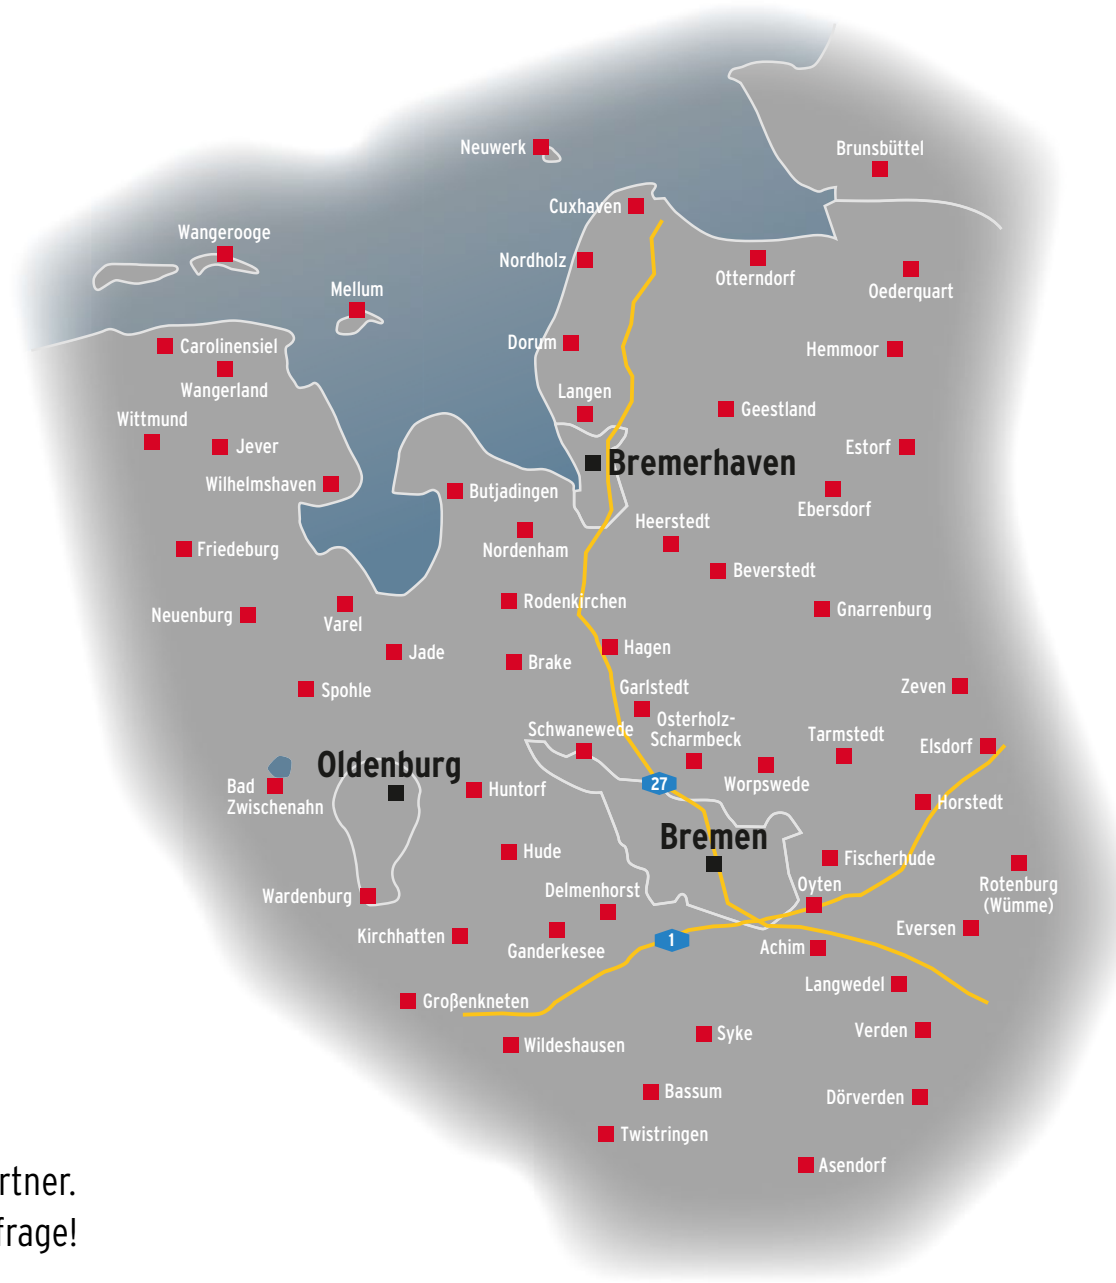 Neuwerk
Brunsbüttel
Cuxhaven
Wangerooge
Nordholz
Otterndorf
Oederquart
Mellum
Carolinensiel
Dorum
Hemmoor
Wangerland
Langen
Wittmund
Geestland
Jever
Estorf
Bremerhaven
Wilhelmshaven
Butjadingen
Ebersdorf
Heerstedt
Friedeburg
Nordenham
Beverstedt
Rodenkirchen
Gnarrenburg
Neuenburg
Varel
Jade
Brake
Hagen
Spohle
Garlstedt
Zeven
Osterholz-
Scharmbeck
Schwanewede
Tarmstedt
Elsdorf
Oldenburg
Bad
Zwischenahn
Huntorf
27
Worpswede
Horstedt
Bremen
Hude
Fischerhude
Delmenhorst
Oyten
Rotenburg
(Wümme)
Wardenburg
Kirchhatten
Ganderkesee
1
Achim
Eversen
Langwedel
Großenkneten
Wildeshausen
Syke
Verden
Bassum
Dörverden
Twistringen
Asendorf
rtner.
frage!